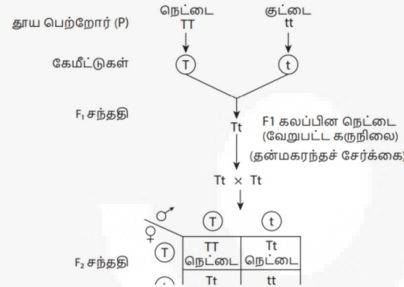 நெட்டை குட்டை
தூய பெற்றோர் (P) TT tt
கேமீட்டுகள் T t
F₁ சந்ததி
Tt F1 கலப்பின நெட்டை
(வேறுபட்ட கருநிலை)
(தன்மகரந்தச் சேர்க்கை)
Tt × Tt
♂ T t
♀ T TT Tt
F₂ சந்ததி நெட்டை நெட்டை
Tt tt